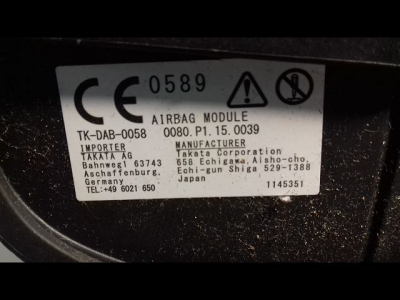 CE 0589
AIRBAG MODULE
TK-DAB-0058 0080.P1.15.0039
IMPORTER
TAKATA AG
Bahnweg1 63743
Aschaffenburg.
Germany
TEL:+49 6021 650
MANUFACTURER
Takata Corporation
658 Echigawa,Aisho-cho,
Echi-gun Shiga 529-1388
Japan
1145351